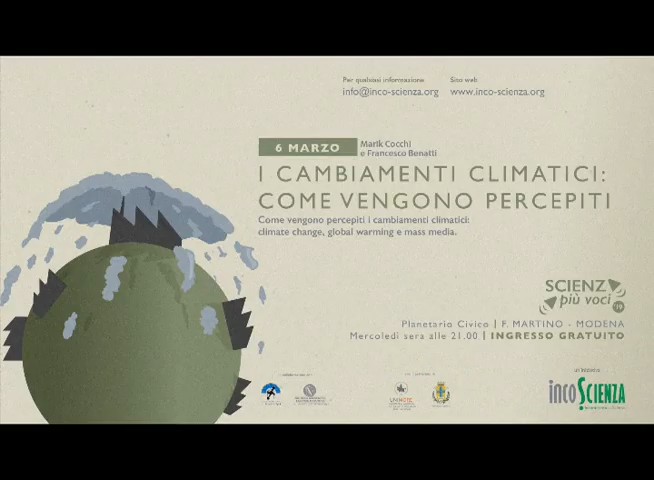 Per qualsiasi informazione
info@inco-scienza.org
Sito web
www.inco-scienza.org
6 MARZO
Marik Cocchi
e Francesco Benatti
I CAMBIAMENTI CLIMATICI:
COME VENGONO PERCEPITI
Come vengono percepiti i cambiamenti climatici:
climate change, global warming e mass media.
SCIENZ
più voci
Planetario Civico | F. MARTINO - MODENA
Mercoledì sera alle 21.00 | INGRESSO GRATUITO
un'iniziativa
incoScienza